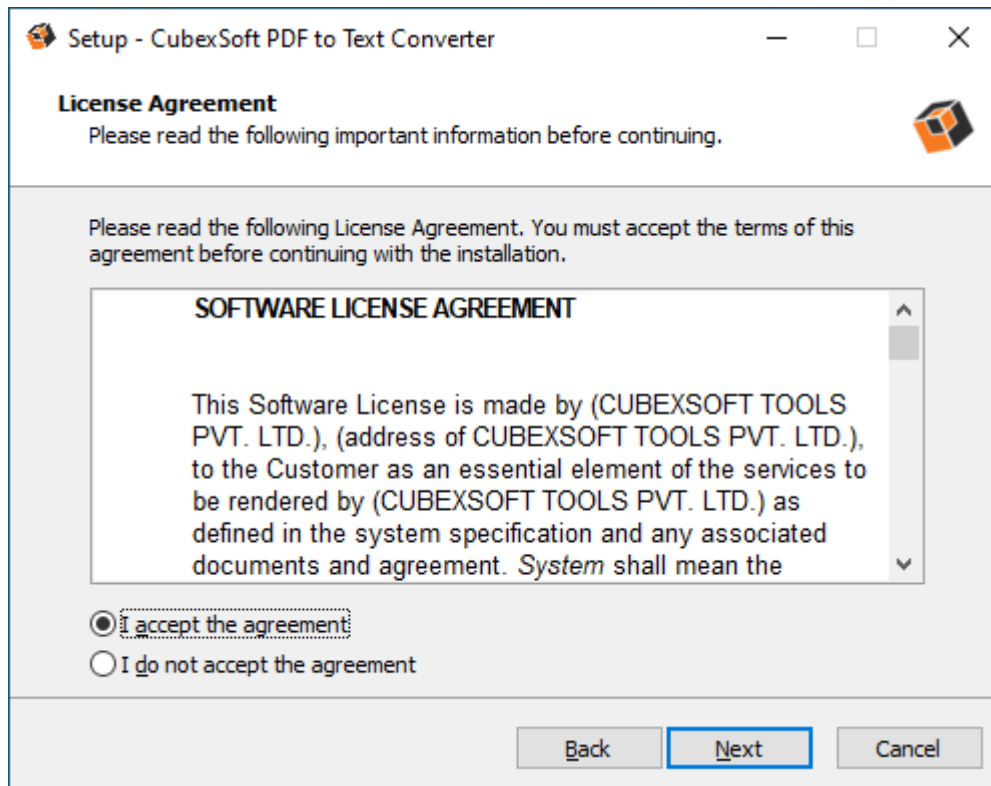 Setup - CubexSoft PDF to Text Converter
License Agreement
Please read the following important information before continuing.
Please read the following License Agreement. You must accept the terms of this
agreement before continuing with the installation.
SOFTWARE LICENSE AGREEMENT
This Software License is made by (CUBEXSOFT TOOLS
PVT. LTD.), (address of CUBEXSOFT TOOLS PVT. LTD.),
to the Customer as an essential element of the services to
be rendered by (CUBEXSOFT TOOLS PVT. LTD.) as
defined in the system specification and any associated
documents and agreement. System shall mean the
I accept the agreement
I do not accept the agreement
Back Next Cancel